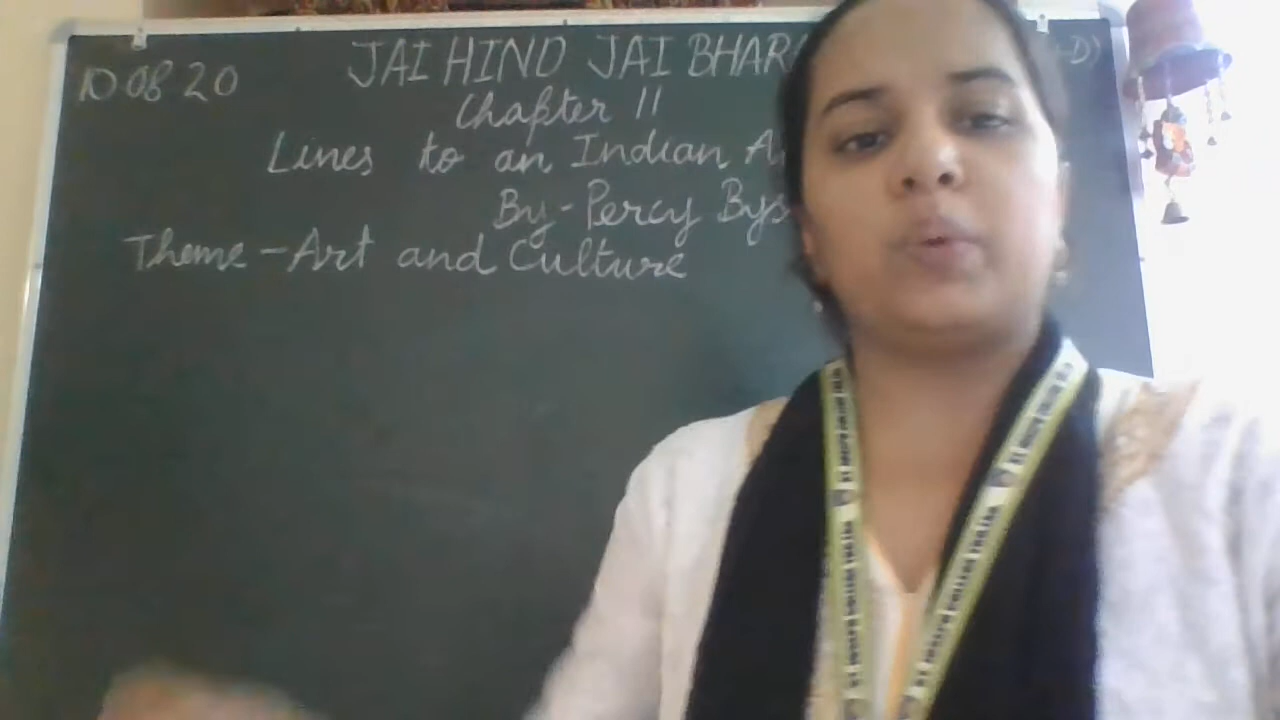 10 08 20
JAI HIND JAI BHAR
D)
Chapter 11
Lines to an Indian A
By-Percy Bys
Theme - Art and Culture